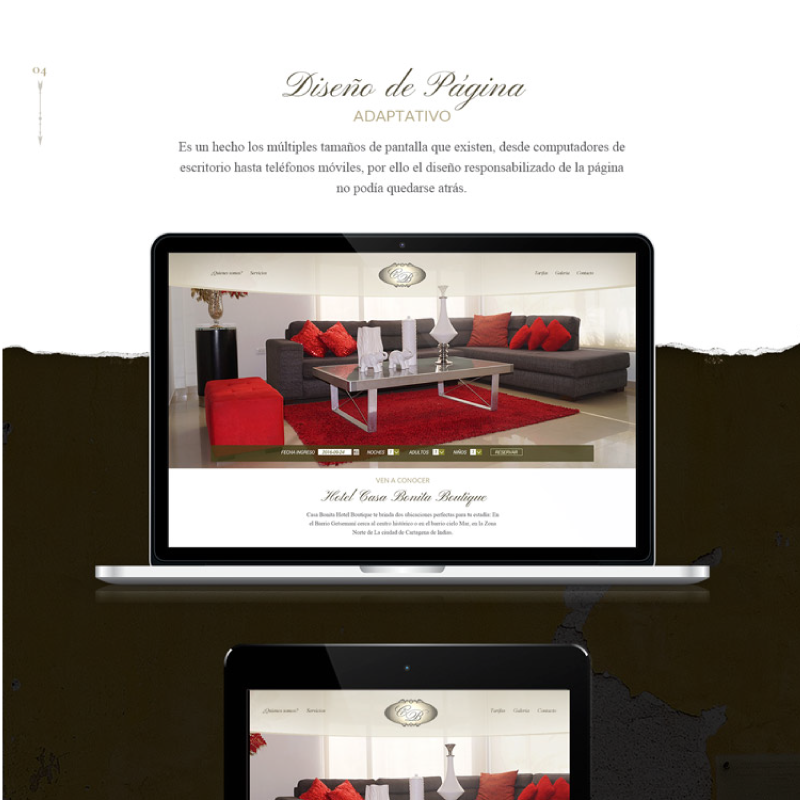 04
Diseño de Página
ADAPTATIVO
Es un hecho los múltiples tamaños de pantalla que existen, desde computadores de
escritorio hasta teléfonos móviles, por ello el diseño responsabilizado de la página
no podía quedarse atrás.
¿Quienes somos? Servicios CB Tarifas Galeria Contacto
FECHA INGRESO 2016-09-24 NOCHES ADULTOS NIÑOS RESERVAR
VEN A CONOCER
Hotel Casa Bonita Boutique
Casa Bonita Hotel Boutique te brinda dos ubicaciones perfectas para tu estadía. En
el Barrio Getsemaní cerca al centro histórico o en el barrio cielo Mar, en la Zona
Norte de La ciudad de Cartagena de Indias.
¿Quienes somos? Servicios CB Tarifas Galeria Contacto